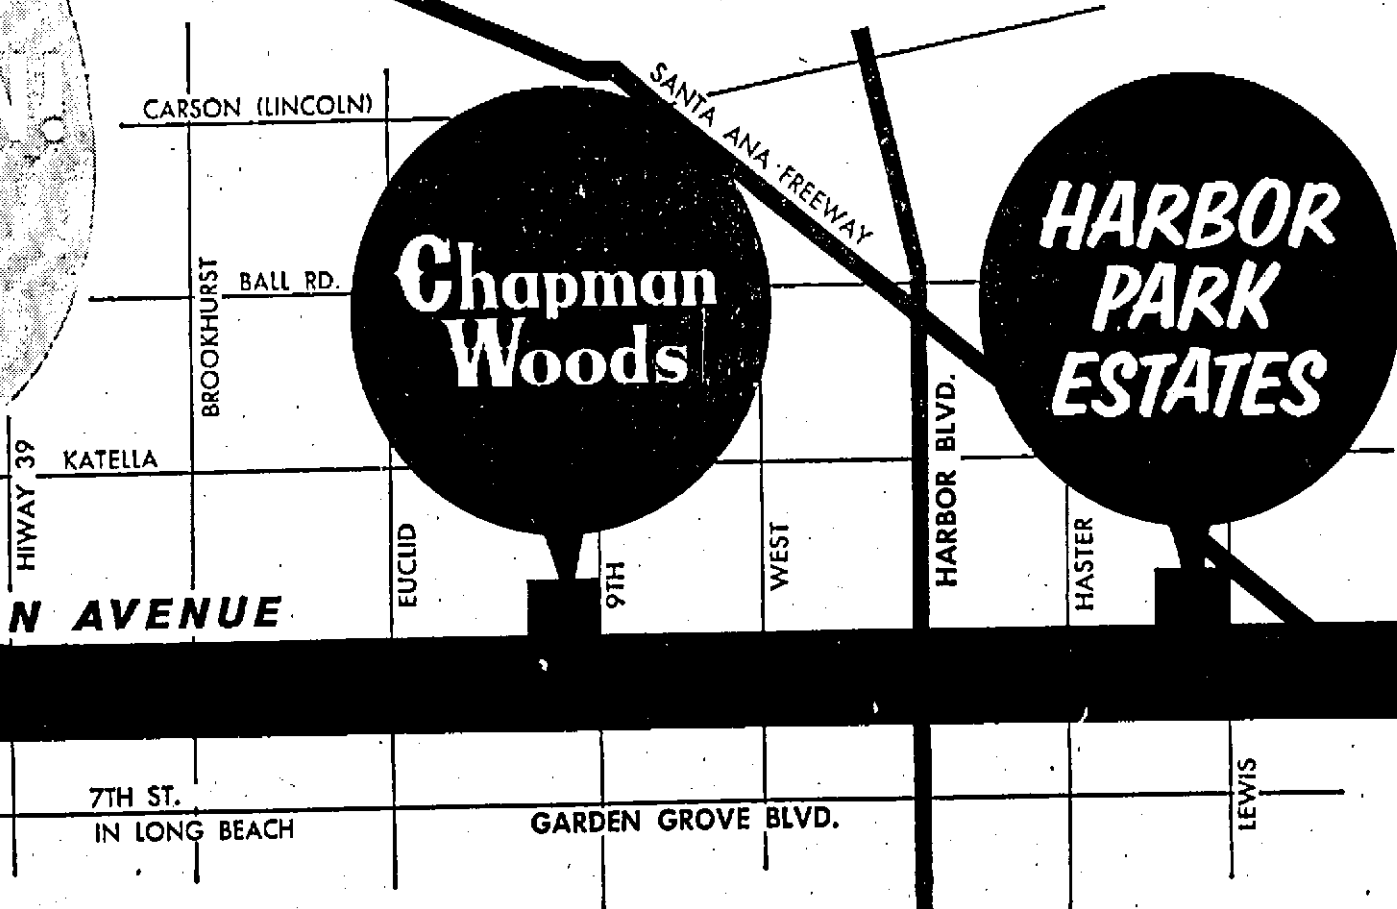 CARSON (LINCOLN)
SANTA ANA FREEWAY
BROOKHURST
BALL RD.
Chapman
Woods
HARBOR
PARK
ESTATES
HIWAY 39
KATELLA
EUCLID
9TH
WEST
HARBOR BLVD.
HASTER
N AVENUE
7TH ST.
IN LONG BEACH
GARDEN GROVE BLVD.
LEWIS